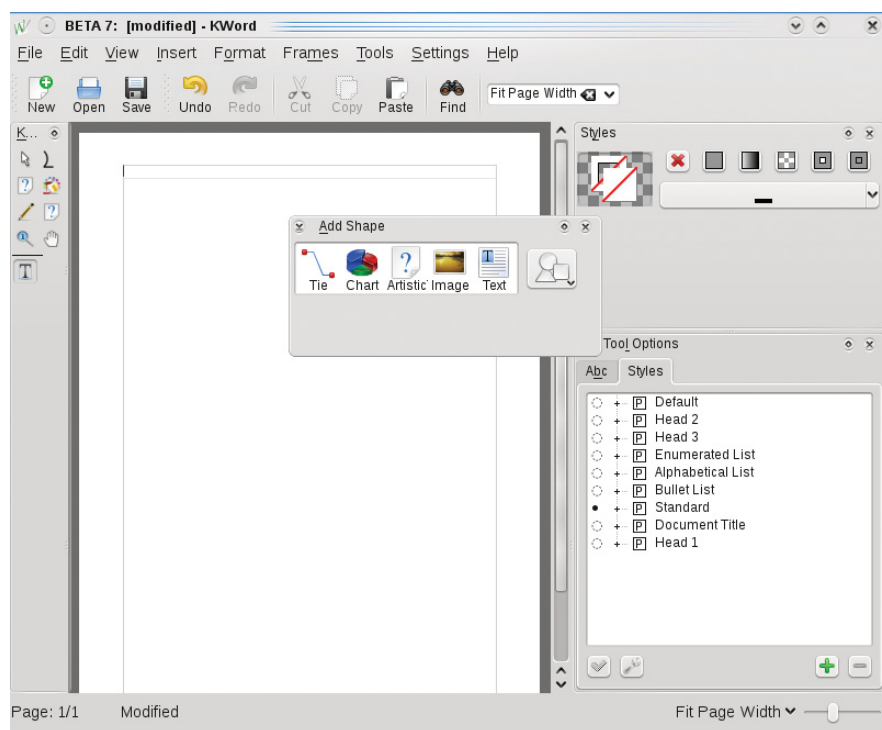 BETA 7: [modified] - KWord
File Edit View Insert Format Frames Tools Settings Help
New Open Save Undo Redo Cut Copy Paste Find Fit Page Width
K...
Styles
Add Shape
Tie Chart Artistic Image Text
Tool Options
Abc Styles
P Default
P Head 2
P Head 3
P Enumerated List
P Alphabetical List
P Bullet List
P Standard
P Document Title
P Head 1
T
Page: 1/1 Modified Fit Page Width